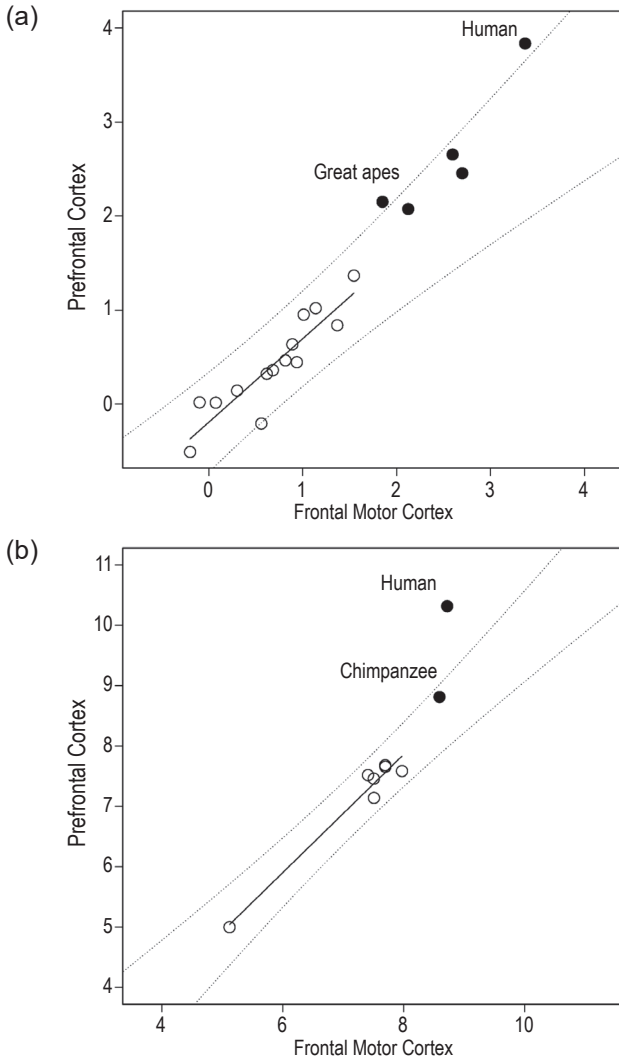 (a)
4
3
2
1
0
Prefrontal Cortex
Human
Great apes
0 1 2 3 4
Frontal Motor Cortex
(b)
11
10
9
8
7
6
5
4
Prefrontal Cortex
Human
Chimpanzee
4 6 8 10
Frontal Motor Cortex